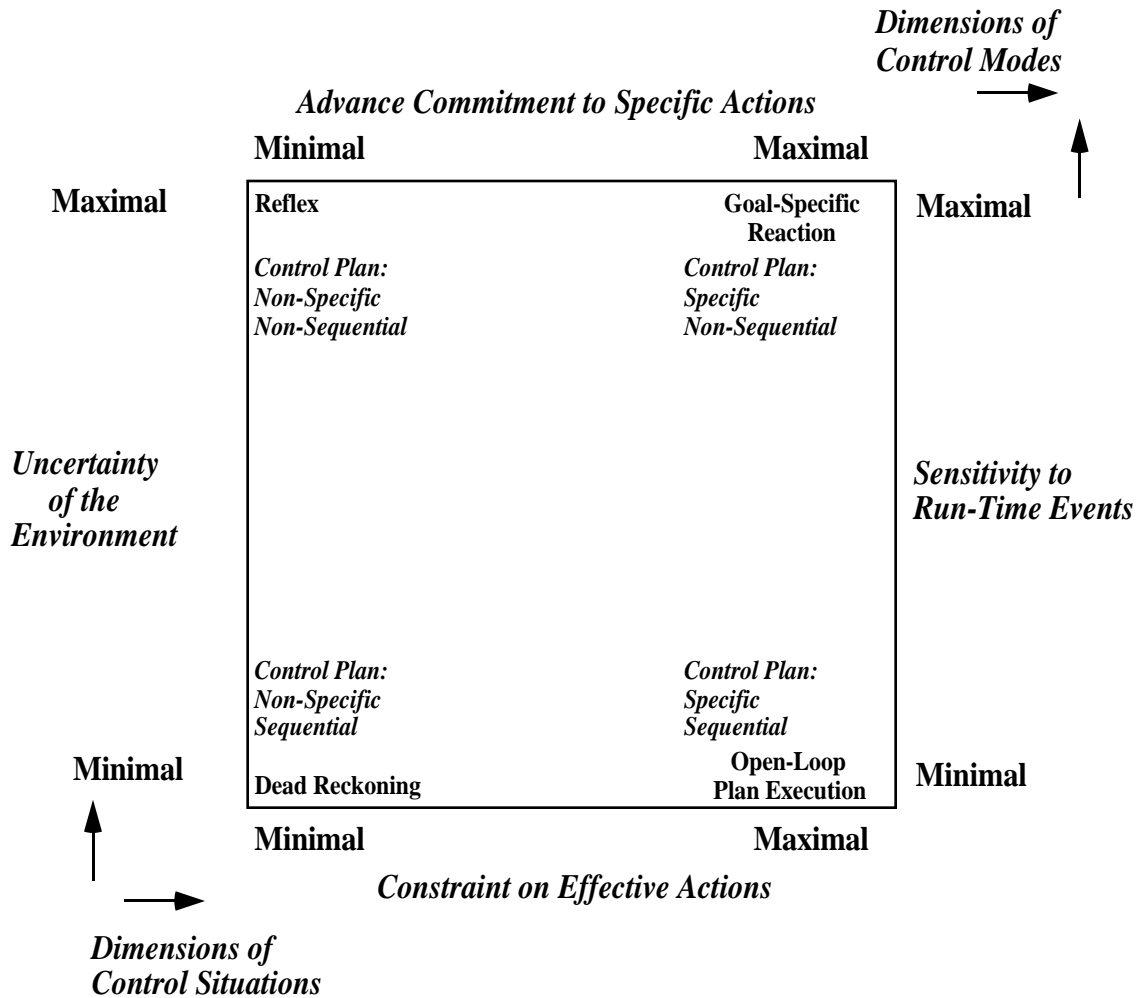 Dimensions of
Control Modes
Advance Commitment to Specific Actions
Minimal
Maximal
Maximal
Reflex
Goal-Specific
Reaction
Maximal
Control Plan:
Non-Specific
Non-Sequential
Control Plan:
Specific
Non-Sequential
Uncertainty
of the
Environment
Sensitivity to
Run-Time Events
Control Plan:
Non-Specific
Sequential
Control Plan:
Specific
Sequential
Minimal
Dead Reckoning
Open-Loop
Plan Execution
Minimal
Minimal
Maximal
Constraint on Effective Actions
Dimensions of
Control Situations